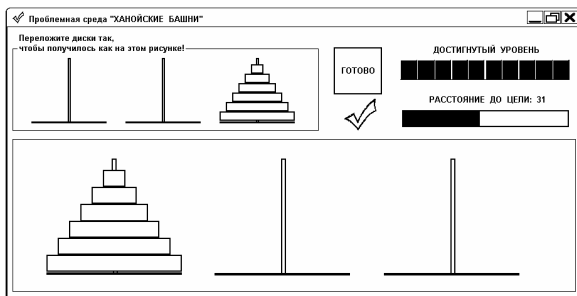 Проблемная среда "ХАНОЙСКИЕ БАШНИ"
Переложите диски так,
чтобы получилось как на этом рисунке!
ГОТОВО
ДОСТИГНУТЫЙ УРОВЕНЬ
РАССТОЯНИЕ ДО ЦЕЛИ: 31